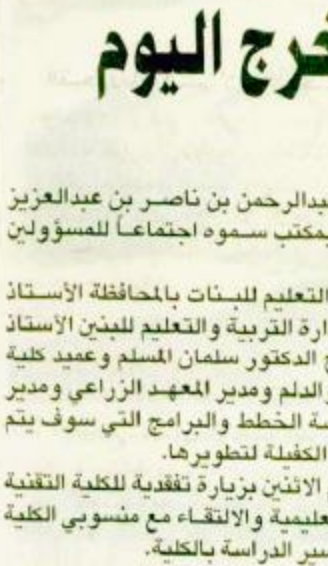 خرج اليوم
عبدالرحمن بن ناصر بن عبدالعزيز
بمكتب سموه اجتماعاً للمسؤولين
التعليم للبنات بالمحافظة الأستاذ
دارة التربية والتعليم للبنين الأستاذ
الدكتور سلمان المسلم وعميد كلية
والدلم ومدير المعهد الزراعي ومدير
الخطط والبرامج التي سوف يتم
الكفيلة لتطويرها.
الاثنين بزيارة تفقدية للكلية التقنية
تعليمية والالتقاء مع منسوبي الكلية
سير الدراسة بالكلية.